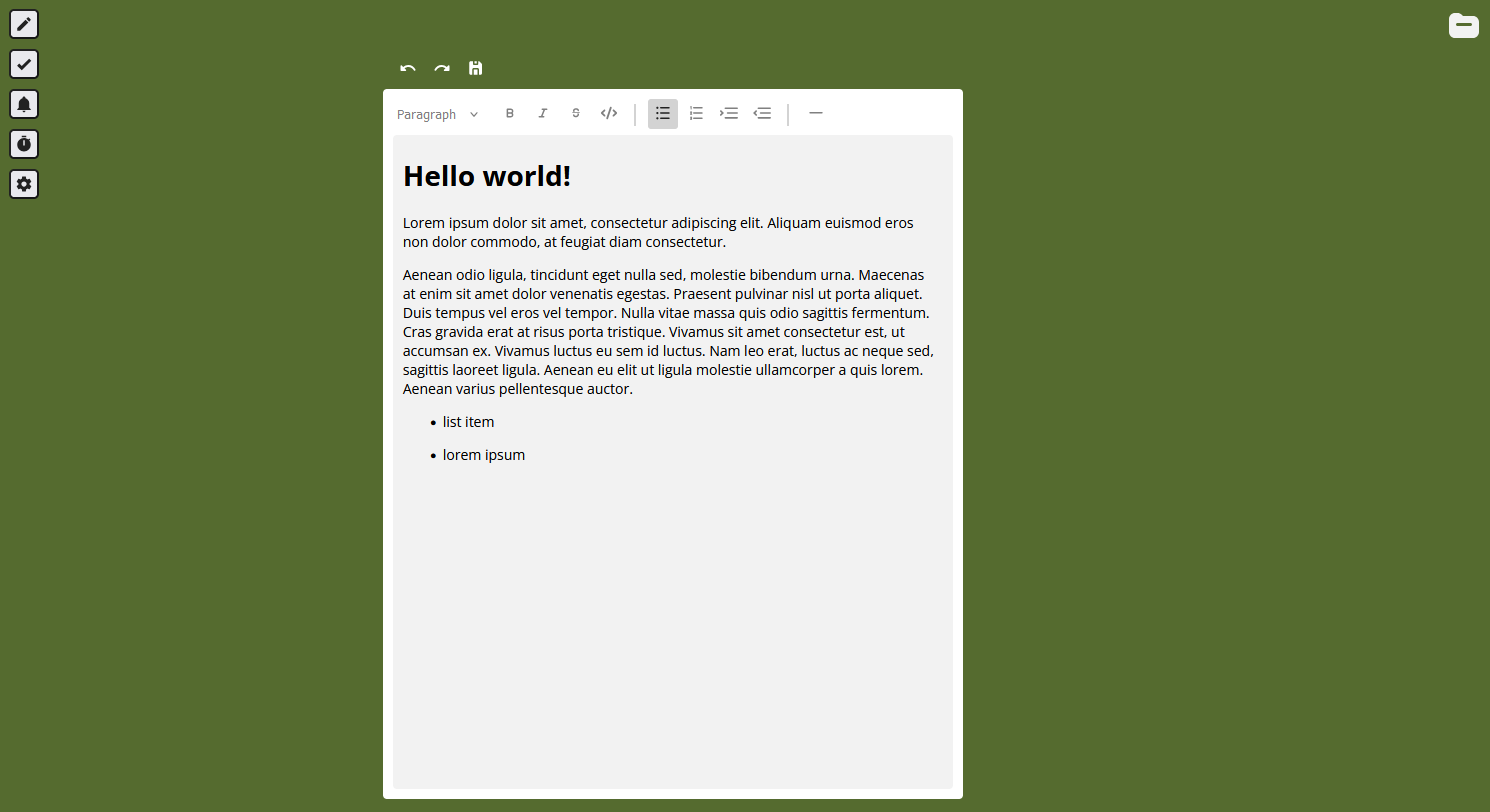 Paragraph
Hello world!
Lorem ipsum dolor sit amet, consectetur adipiscing elit. Aliquam euismod eros
non dolor commodo, at feugiat diam consectetur.
Aenean odio ligula, tincidunt eget nulla sed, molestie bibendum urna. Maecenas
at enim sit amet dolor venenatis egestas. Praesent pulvinar nisl ut porta aliquet.
Duis tempus vel eros vel tempor. Nulla vitae massa quis odio sagittis fermentum.
Cras gravida erat at risus porta tristique. Vivamus sit amet consectetur est, ut
accumsan ex. Vivamus luctus eu sem id luctus. Nam leo erat, luctus ac neque sed,
sagittis laoreet ligula. Aenean eu elit ut ligula molestie ullamcorper a quis lorem.
Aenean varius pellentesque auctor.
• list item
• lorem ipsum